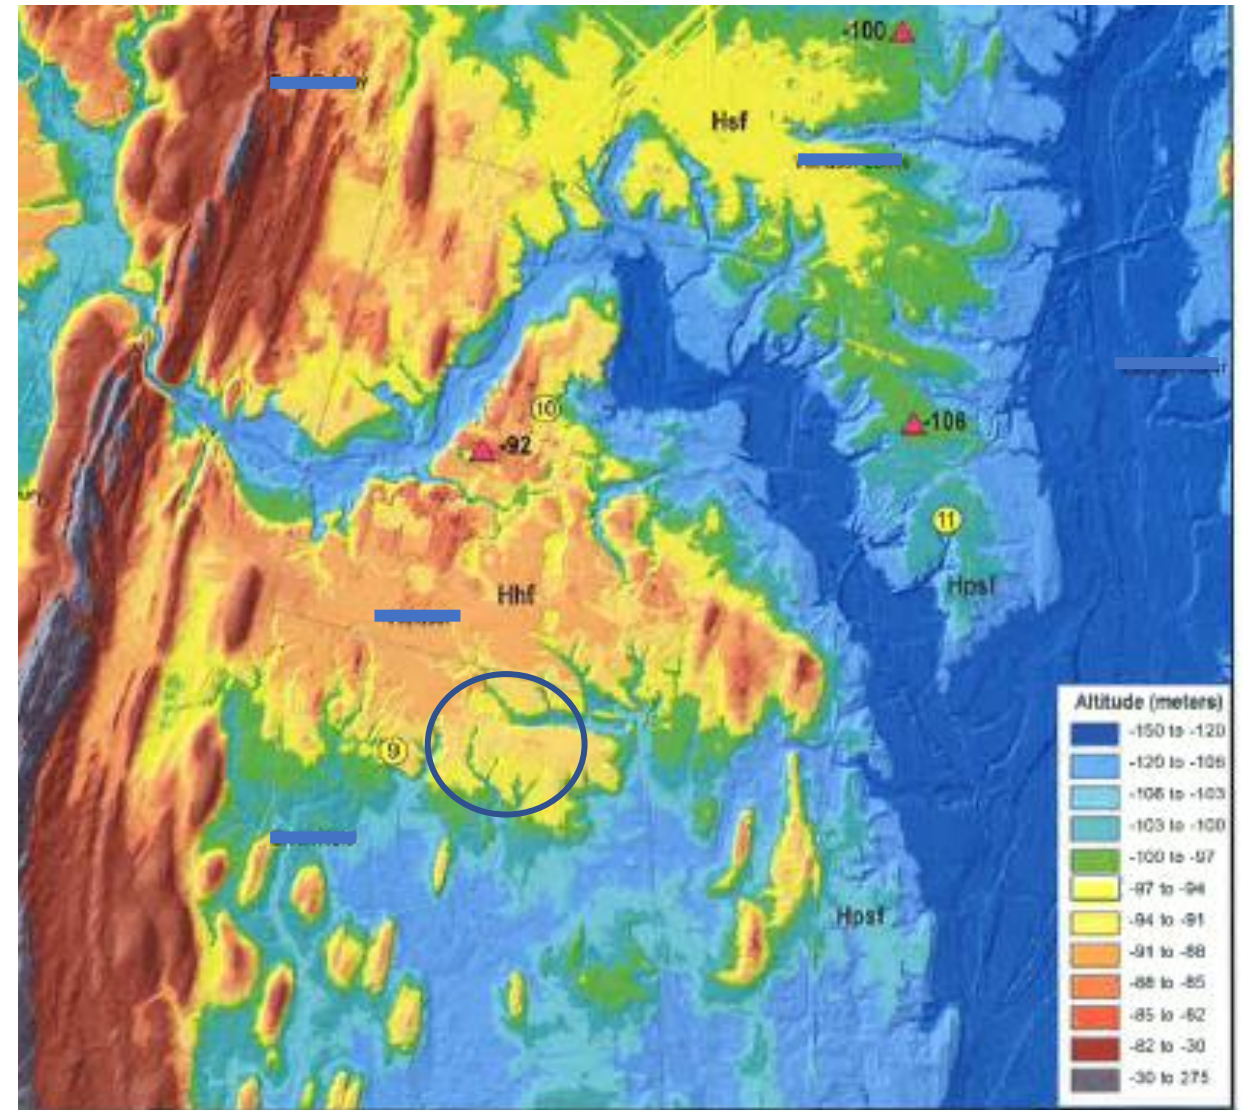 -100
Hsf
10
-92
-106
11
Hhf
Hpsf
9
Hpsf
Altitude (meters)
-150 to -120
-120 to -106
-106 to -103
-103 to -100
-100 to -97
-97 to -94
-94 to -91
-91 to -88
-88 to -85
-85 to -82
-82 to -30
-30 to 275